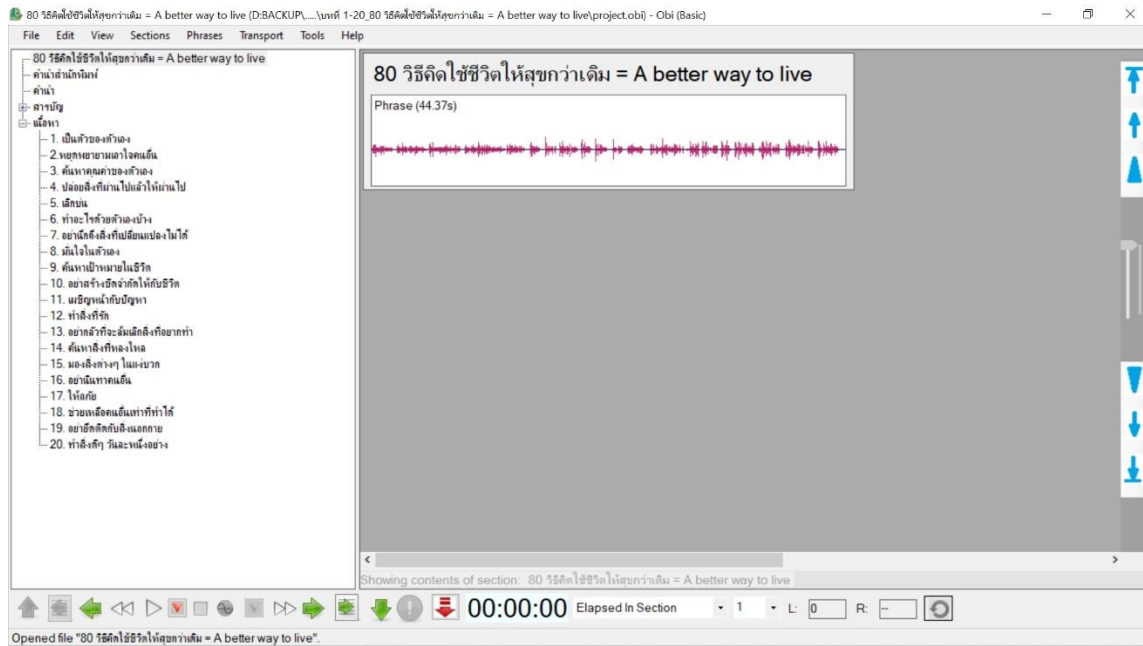 80 วิธีคิดใช้ชีวิตให้สุขกว่าเดิม = A better way to live (D:BACKUP\.....\บทที่ 1-20_80 วิธีคิดใช้ชีวิตให้สุขกว่าเดิม = A better way to live\project.obi) - Obi (Basic)
File Edit View Sections Phrases Transport Tools Help
80 วิธีคิดใช้ชีวิตให้สุขกว่าเดิม = A better way to live
คำนำสำนักพิมพ์
คำนำ
สารบัญ
เนื้อหา
1. เป็นตัวของตัวเอง
2.หยุดพยายามเอาใจคนอื่น
3. ค้นหาคุณค่าของตัวเอง
4. ปล่อยสิ่งที่ผ่านไปแล้วให้ผ่านไป
5. เลิกบ่น
6. ทำอะไรด้วยตัวเองบ้าง
7. อย่านึกถึงสิ่งที่เปลี่ยนแปลงไม่ได้
8. มั่นใจในตัวเอง
9. ค้นหาเป้าหมายในชีวิต
10. อย่าสร้างขีดจำกัดให้กับชีวิต
11. เผชิญหน้ากับปัญหา
12. ทำสิ่งที่รัก
13. อย่ากลัวที่จะล้มเลิกสิ่งที่อยากทำ
14. ค้นหาสิ่งที่หลงใหล
15. มองสิ่งต่างๆ ในแง่บวก
16. อย่านินทาคนอื่น
17. ให้อภัย
18. ช่วยเหลือคนอื่นเท่าที่ทำได้
19. อย่ายึดติดกับสิ่งนอกกาย
20. ทำสิ่งดีๆ วันละหนึ่งอย่าง
80 วิธีคิดใช้ชีวิตให้สุขกว่าเดิม = A better way to live
Phrase (44.37s)
Showing contents of section: 80 วิธีคิดใช้ชีวิตให้สุขกว่าเดิม = A better way to live
00:00:00 Elapsed In Section 1 L: 0 R: --
Opened file "80 วิธีคิดใช้ชีวิตให้สุขกว่าเดิม = A better way to live".